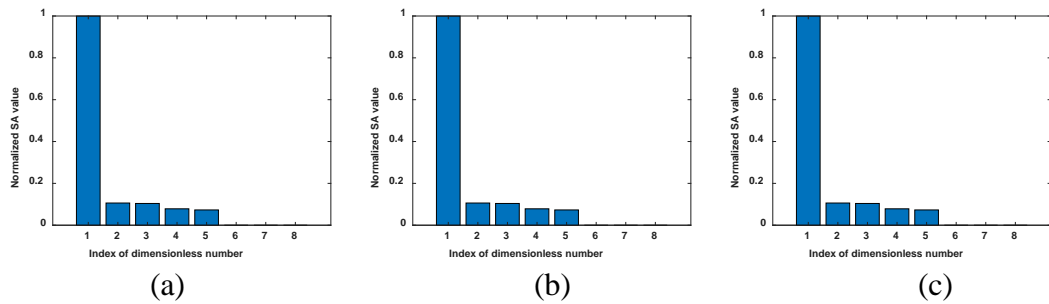 Normalized SA value
1
0.8
0.6
0.4
0.2
0
1 2 3 4 5 6 7 8
Index of dimensionless number
(a)
Normalized SA value
1
0.8
0.6
0.4
0.2
0
1 2 3 4 5 6 7 8
Index of dimensionless number
(b)
Normalized SA value
1
0.8
0.6
0.4
0.2
0
1 2 3 4 5 6 7 8
Index of dimensionless number
(c)